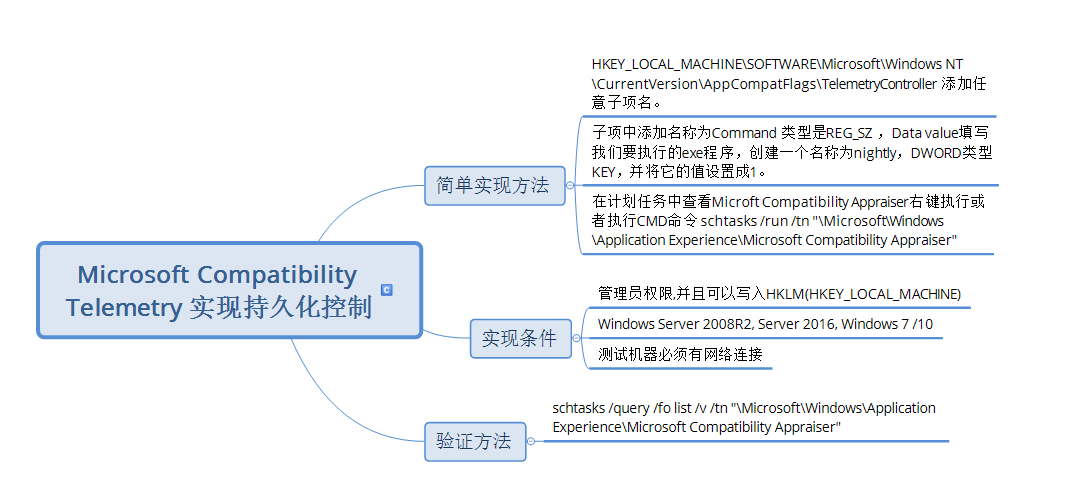 HKEY_LOCAL_MACHINE\SOFTWARE\Microsoft\Windows NT
\CurrentVersion\AppCompatFlags\TelemetryController 添加任
意子项名。
子项中添加名称为Command 类型是REG_SZ ，Data value填写
我们要执行的exe程序，创建一个名称为nightly，DWORD类型
KEY，并将它的值设置成1。
简单实现方法
在计划任务中查看Microft Compatibility Appraiser右键执行或
者执行CMD命令 schtasks /run /tn "\Microsoft\Windows
\Application Experience\Microsoft Compatibility Appraiser"
Microsoft Compatibility
Telemetry 实现持久化控制
C
管理员权限,并且可以写入HKLM(HKEY_LOCAL_MACHINE)
实现条件
Windows Server 2008R2, Server 2016, Windows 7 /10
测试机器必须有网络连接
验证方法
schtasks /query /fo list /v /tn "\Microsoft\Windows\Application
Experience\Microsoft Compatibility Appraiser"